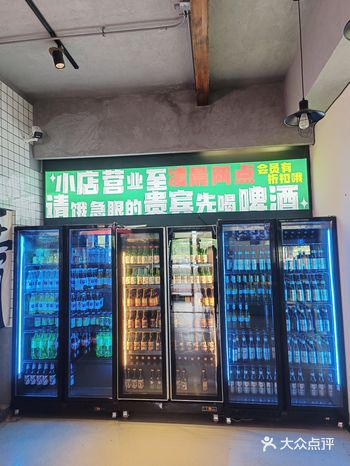 小店营业至凌晨两点 会员有折扣哦
请饿急眼的贵宾先喝啤酒
大众点评